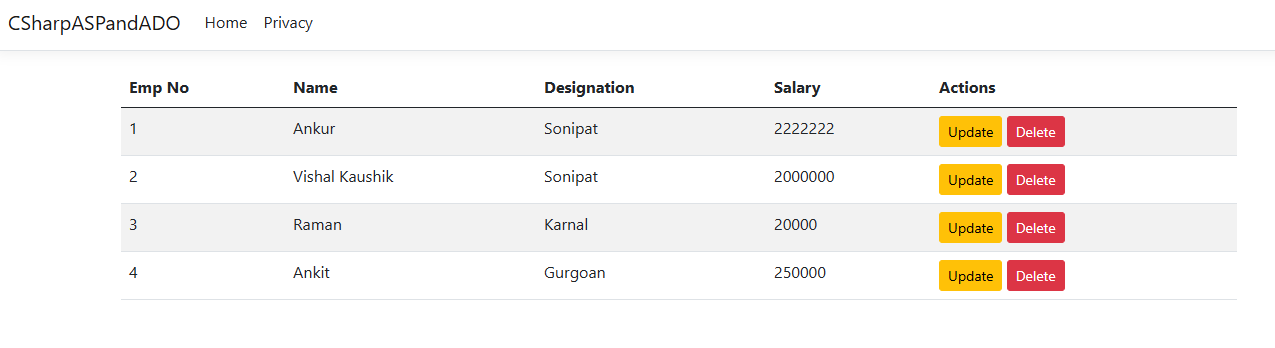 CSharpASPandADO Home Privacy
Emp No Name Designation Salary Actions
1 Ankur Sonipat 2222222 Update Delete
2 Vishal Kaushik Sonipat 2000000 Update Delete
3 Raman Karnal 20000 Update Delete
4 Ankit Gurgoan 250000 Update Delete